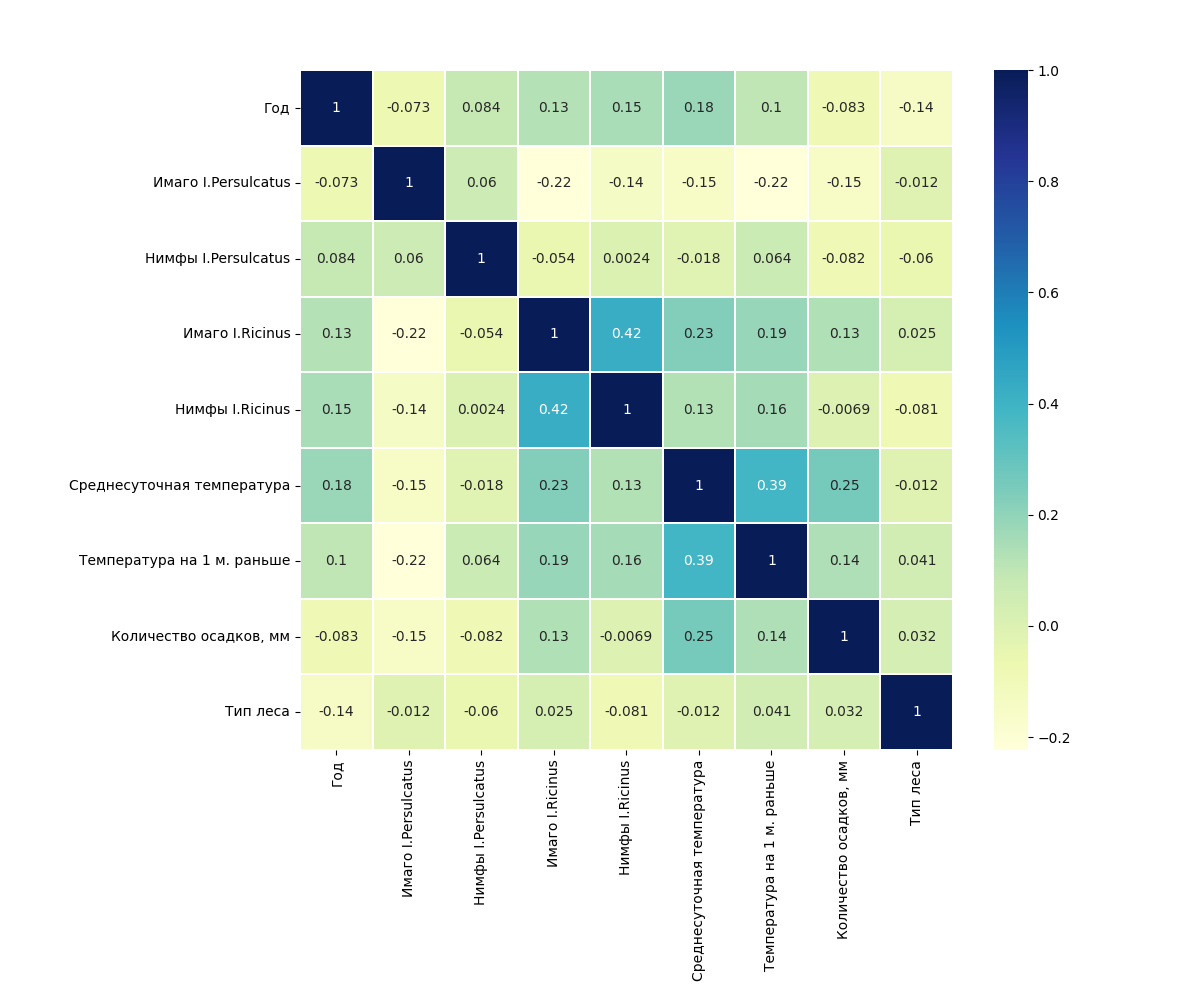 Год 1 -0.073 0.084 0.13 0.15 0.18 0.1 -0.083 -0.14
Имаго I.Persulcatus -0.073 1 0.06 -0.22 -0.14 -0.15 -0.22 -0.15 -0.012
Нимфы I.Persulcatus 0.084 0.06 1 -0.054 0.0024 -0.018 0.064 -0.082 -0.06
Имаго I.Ricinus 0.13 -0.22 -0.054 1 0.42 0.23 0.19 0.13 0.025
Нимфы I.Ricinus 0.15 -0.14 0.0024 0.42 1 0.13 0.16 -0.0069 -0.081
Среднесуточная температура 0.18 -0.15 -0.018 0.23 0.13 1 0.39 0.25 -0.012
Температура на 1 м. раньше 0.1 -0.22 0.064 0.19 0.16 0.39 1 0.14 0.041
Количество осадков, мм -0.083 -0.15 -0.082 0.13 -0.0069 0.25 0.14 1 0.032
Тип леса -0.14 -0.012 -0.06 0.025 -0.081 -0.012 0.041 0.032 1
Год
Имаго I.Persulcatus
Нимфы I.Persulcatus
Имаго I.Ricinus
Нимфы I.Ricinus
Среднесуточная температура
Температура на 1 м. раньше
Количество осадков, мм
Тип леса
1.0
0.8
0.6
0.4
0.2
0.0
−0.2